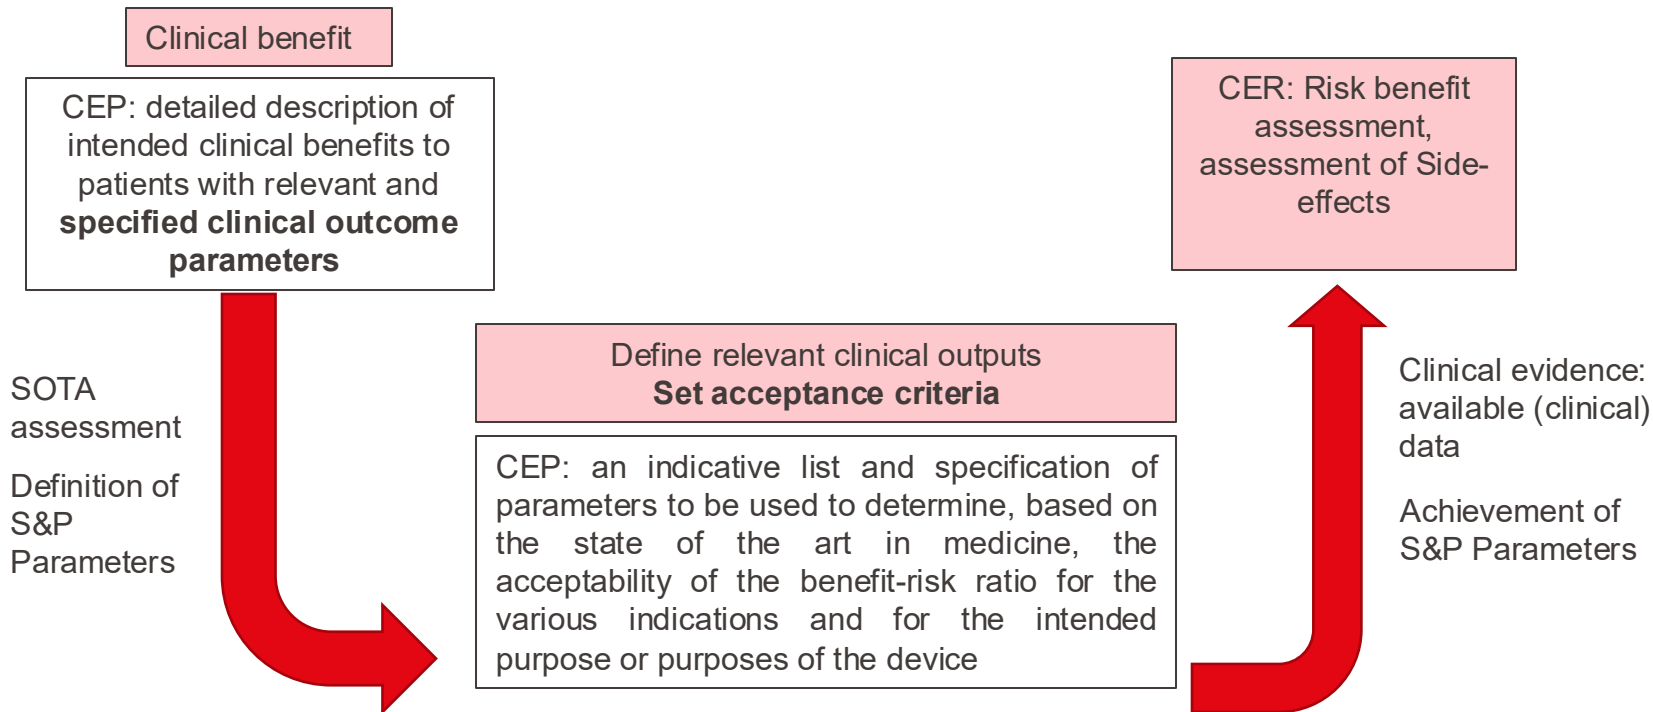 Clinical benefit
CEP: detailed description of
intended clinical benefits to
patients with relevant and
specified clinical outcome
parameters
SOTA
assessment
Definition of
S&P
Parameters
Define relevant clinical outputs
Set acceptance criteria
CEP: an indicative list and specification of
parameters to be used to determine, based on
the state of the art in medicine, the
acceptability of the benefit-risk ratio for the
various indications and for the intended
purpose or purposes of the device
CER: Risk benefit
assessment,
assessment of Side-
effects
Clinical evidence:
available (clinical)
data
Achievement of
S&P Parameters